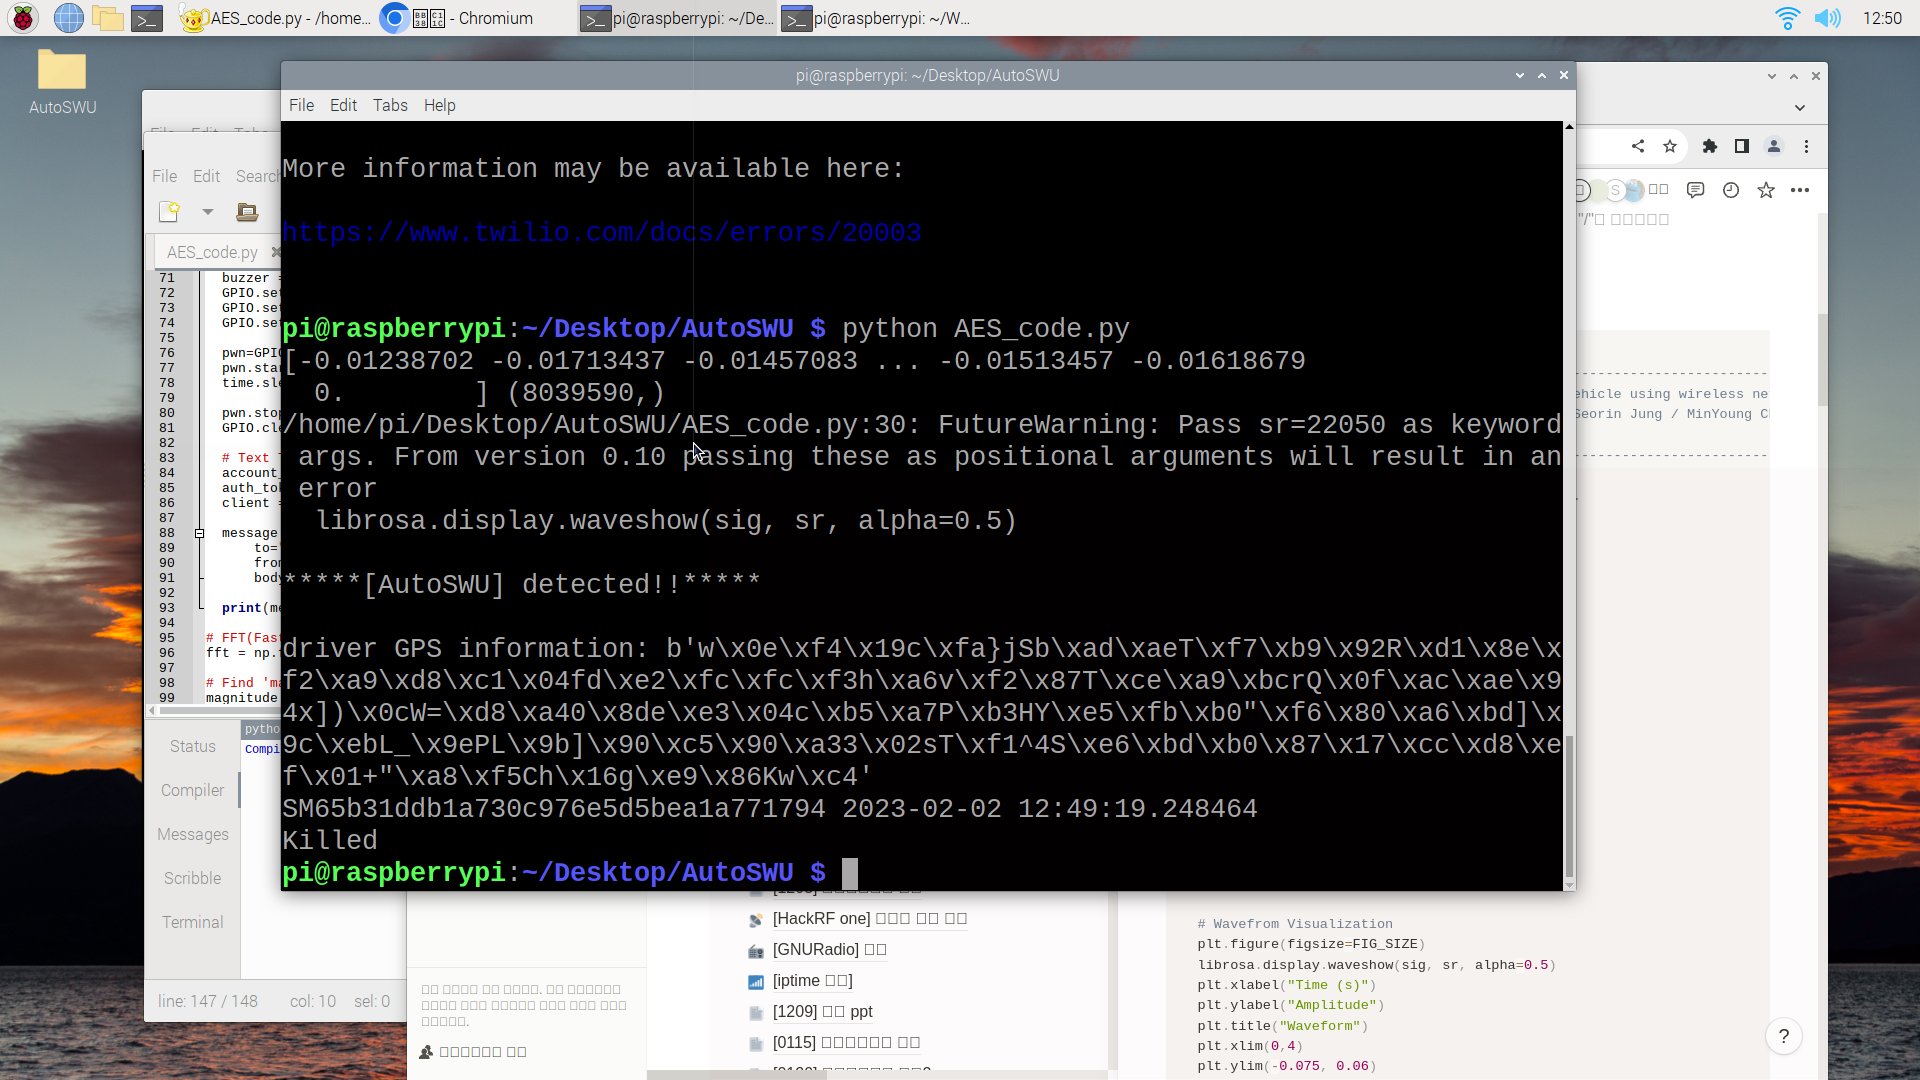 AES_code.py - /home...
- Chromium
pi@raspberrypi: ~/De...
pi@raspberrypi: ~/W...
12:50
AutoSWU
pi@raspberrypi: ~/Desktop/AutoSWU
File Edit Tabs Help
More information may be available here:
https://www.twilio.com/docs/errors/20003
pi@raspberrypi:~/Desktop/AutoSWU $ python AES_code.py
[-0.01238702 -0.01713437 -0.01457083 ... -0.01513457 -0.01618679
0. ] (8039590,)
/home/pi/Desktop/AutoSWU/AES_code.py:30: FutureWarning: Pass sr=22050 as keyword
args. From version 0.10 passing these as positional arguments will result in an
error
librosa.display.waveshow(sig, sr, alpha=0.5)
*****[AutoSWU] detected!!*****
driver GPS information: b'w\x0e\xf4\x19c\xfa}jSb\xad\xaeT\xf7\xb9\x92R\xd1\x8e\x
f2\xa9\xd8\xc1\x04fd\xe2\xfc\xfc\xf3h\xa6v\xf2\x87T\xce\xa9\xbcrQ\x0f\xac\xae\x9
4x])\x0cW=\xd8\xa40\x8de\xe3\x04c\xb5\xa7P\xb3HY\xe5\xfb\xb0"\xf6\x80\xa6\xbd]\x
9c\xebL_\x9ePL\x9b]\x90\xc5\x90\xa33\x02sT\xf1^4S\xe6\xbd\xb0\x87\x17\xcc\xd8\xe
f\x01+"\xa8\xf5Ch\x16g\xe9\x86Kw\xc4'
SM65b31ddb1a730c976e5d5bea1a771794 2023-02-02 12:49:19.248464
Killed
pi@raspberrypi:~/Desktop/AutoSWU $
File Edit Search
AES_code.py
71 buzzer =
72 GPIO.se
73 GPIO.se
74 GPIO.se
75
76 pwn=GPI
77 pwn.sta
78 time.sle
79
80 pwn.stop
81 GPIO.cle
82
83 # Text
84 account_
85 auth_to
86 client =
87
88 message
89 to=
90 fro
91 body
92
93 print(me
94
95 # FFT(Fas
96 fft = np.
97
98 # Find 'm
99 magnitude
Status
Compiler
Messages
Scribble
Terminal
pytho
Compi
line: 147 / 148 col: 10 sel: 0
S
"/"
ehicle using wireless ne
Seorin Jung / MinYoung C
[HackRF one]
[GNURadio]
[iptime
[1209] ppt
[0115]
# Wavefrom Visualization
plt.figure(figsize=FIG_SIZE)
librosa.display.waveshow(sig, sr, alpha=0.5)
plt.xlabel("Time (s)")
plt.ylabel("Amplitude")
plt.title("Waveform")
plt.xlim(0,4)
plt.ylim(-0.075, 0.06)
?